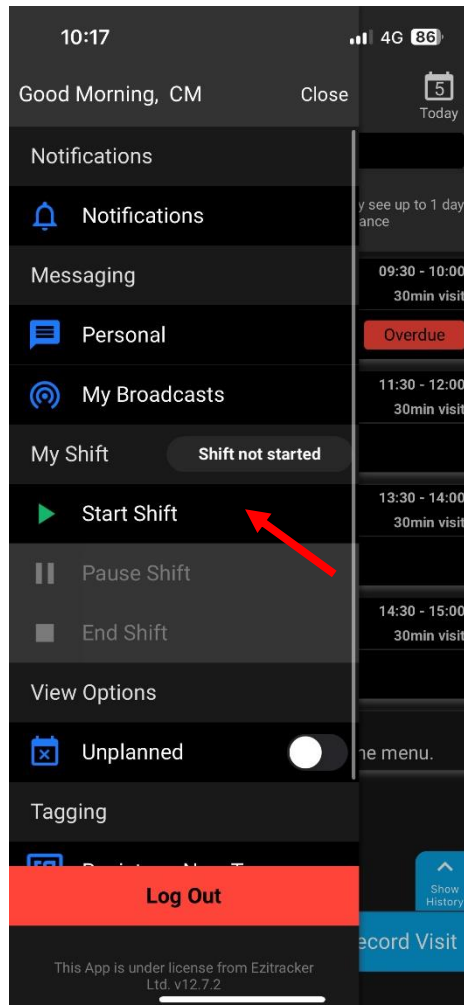 10:17
4G 86
Good Morning, CM
Close
5
Today
Notifications
Notifications
y see up to 1 day
ance
Messaging
09:30 - 10:00
30min visit
Personal
Overdue
My Broadcasts
11:30 - 12:00
30min visit
My Shift
Shift not started
Start Shift
13:30 - 14:00
30min visit
Pause Shift
End Shift
14:30 - 15:00
30min visit
View Options
Unplanned
he menu.
Tagging
Log Out
Show
History
ecord Visit
This App is under license from Ezitracker
Ltd. v12.7.2